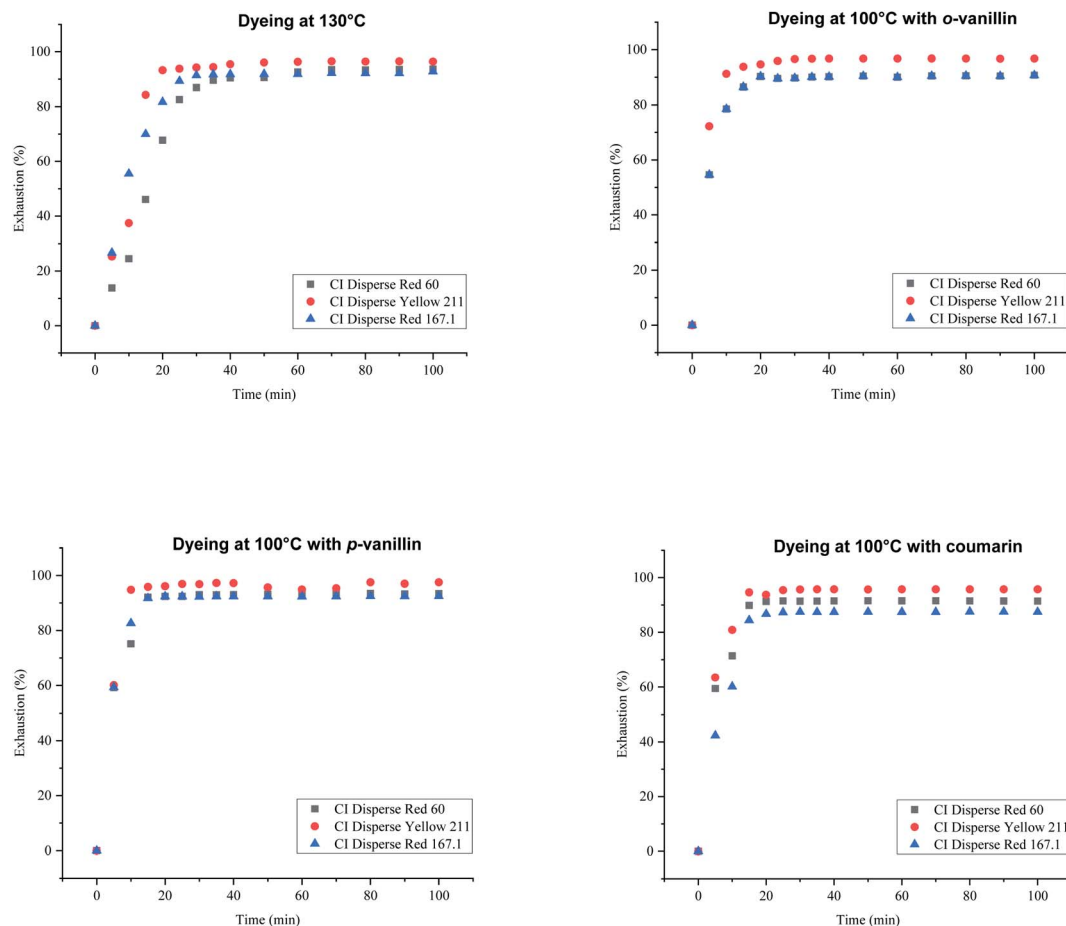 Dyeing at 130°C
100
80
60
40
20
0
Exhaustion (%)
CI Disperse Red 60
CI Disperse Yellow 211
CI Disperse Red 167.1
0 20 40 60 80 100
Time (min)
Dyeing at 100°C with o-vanillin
100
80
60
40
20
0
Exhaustion (%)
CI Disperse Red 60
CI Disperse Yellow 211
CI Disperse Red 167.1
0 20 40 60 80 100
Time (min)
Dyeing at 100°C with p-vanillin
100
80
60
40
20
0
Exhaustion (%)
CI Disperse Red 60
CI Disperse Yellow 211
CI Disperse Red 167.1
0 20 40 60 80 100
Time (min)
Dyeing at 100°C with coumarin
100
80
60
40
20
0
Exhaustion (%)
CI Disperse Red 60
CI Disperse Yellow 211
CI Disperse Red 167.1
0 20 40 60 80 100
Time (min)